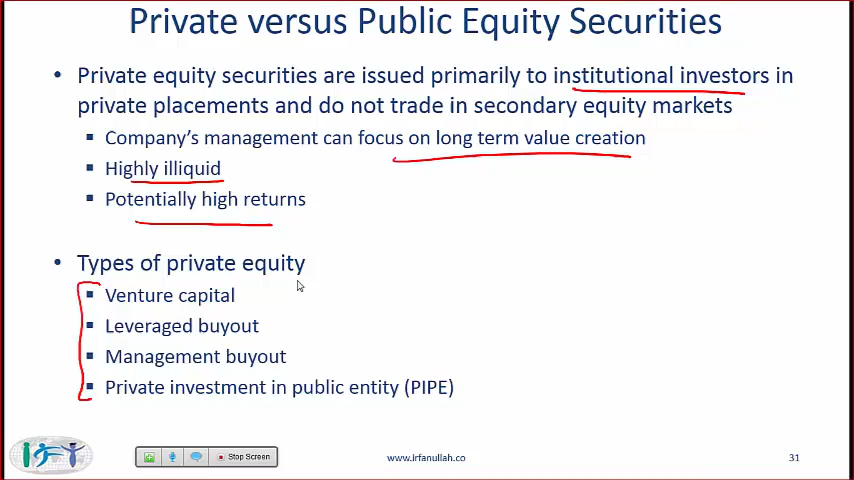 Private versus Public Equity Securities
• Private equity securities are issued primarily to institutional investors in
private placements and do not trade in secondary equity markets
▪ Company's management can focus on long term value creation
▪ Highly illiquid
▪ Potentially high returns
• Types of private equity
▪ Venture capital
▪ Leveraged buyout
▪ Management buyout
▪ Private investment in public entity (PIPE)
Stop Screen
www.irfanullah.co
31